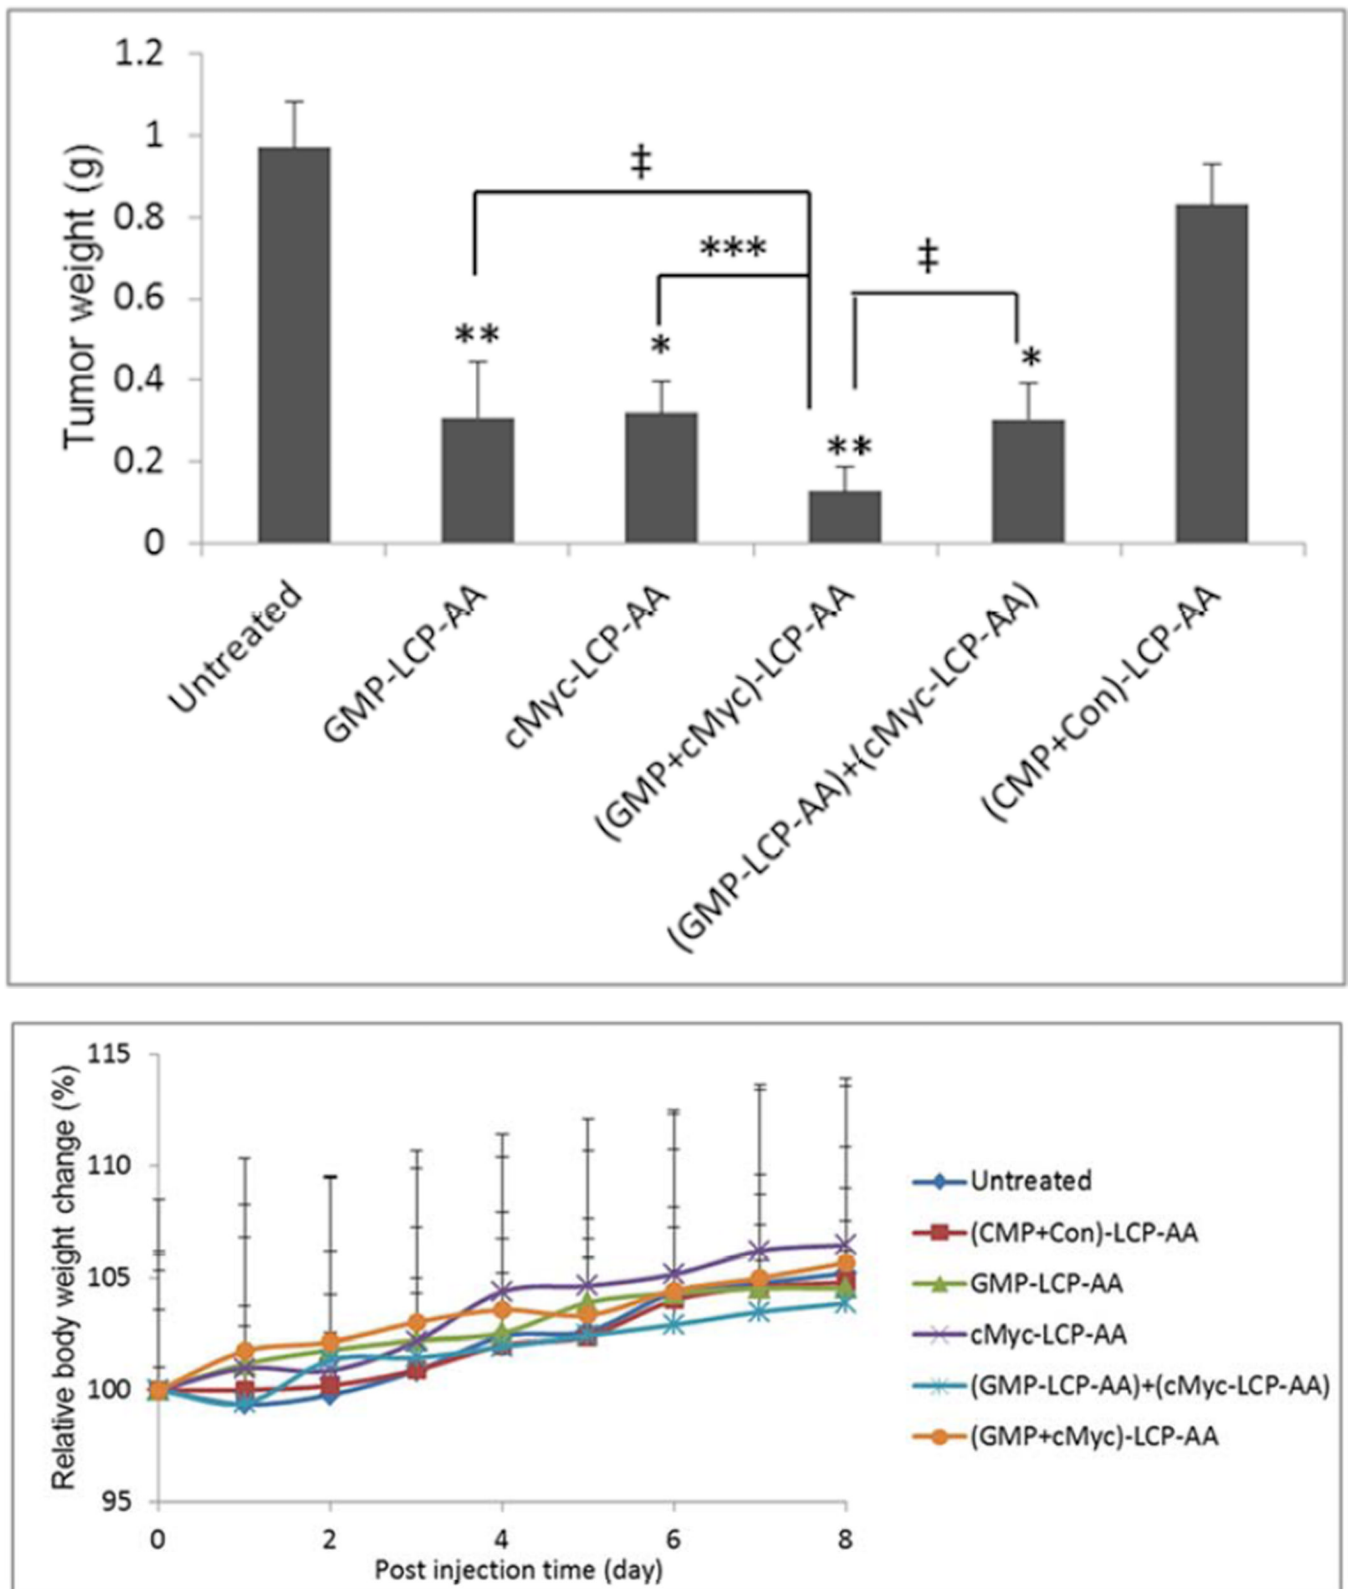 Tumor weight (g)
1.2
1
0.8
0.6
0.4
0.2
0
‡
***
‡
**
*
**
*
Untreated
GMP-LCP-AA
cMyc-LCP-AA
(GMP+cMyc)-LCP-AA
(GMP-LCP-AA)+(cMyc-LCP-AA)
(CMP+Con)-LCP-AA
Relative body weight change (%)
115
110
105
100
95
0 2 4 6 8
Post injection time (day)
Untreated
(CMP+Con)-LCP-AA
GMP-LCP-AA
cMyc-LCP-AA
(GMP-LCP-AA)+(cMyc-LCP-AA)
(GMP+cMyc)-LCP-AA